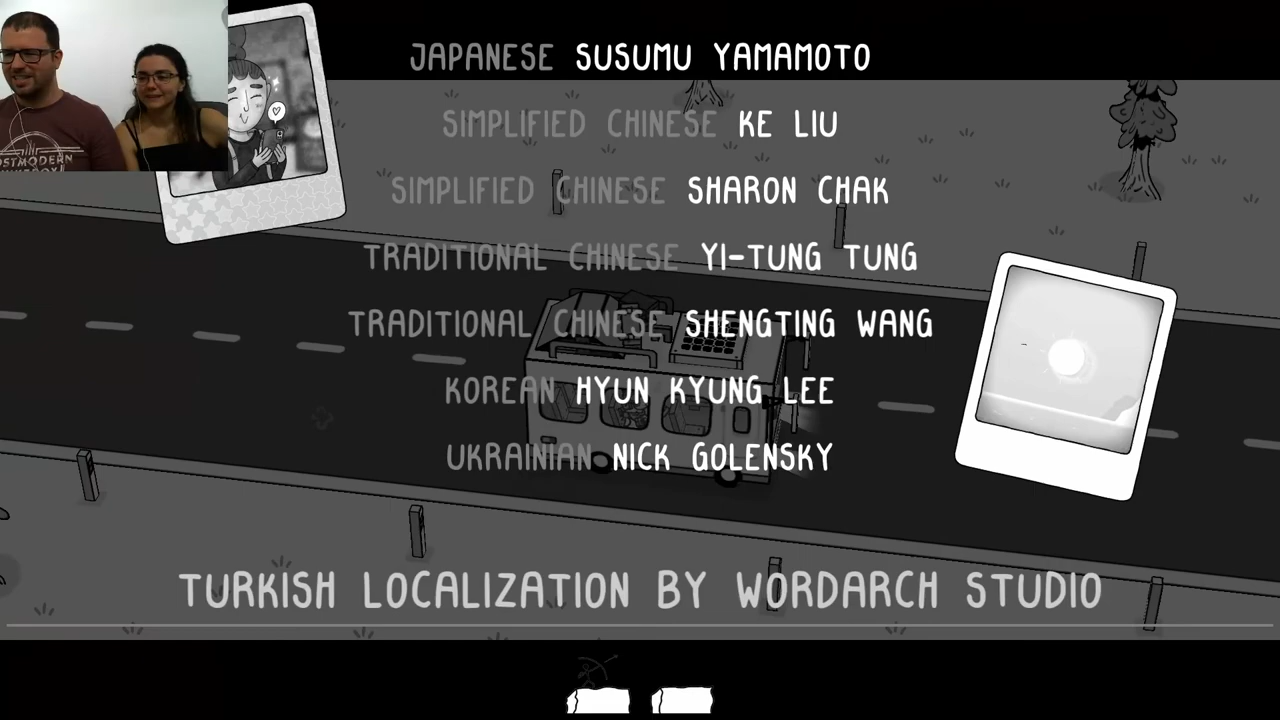 JAPANESE SUSUMU YAMAMOTO
SIMPLIFIED CHINESE KE LIU
SIMPLIFIED CHINESE SHARON CHAK
TRADITIONAL CHINESE YI-TUNG TUNG
TRADITIONAL CHINESE SHENGTING WANG
KOREAN HYUN KYUNG LEE
UKRAINIAN NICK GOLENSKY
TURKISH LOCALIZATION BY WORDARCH STUDIO